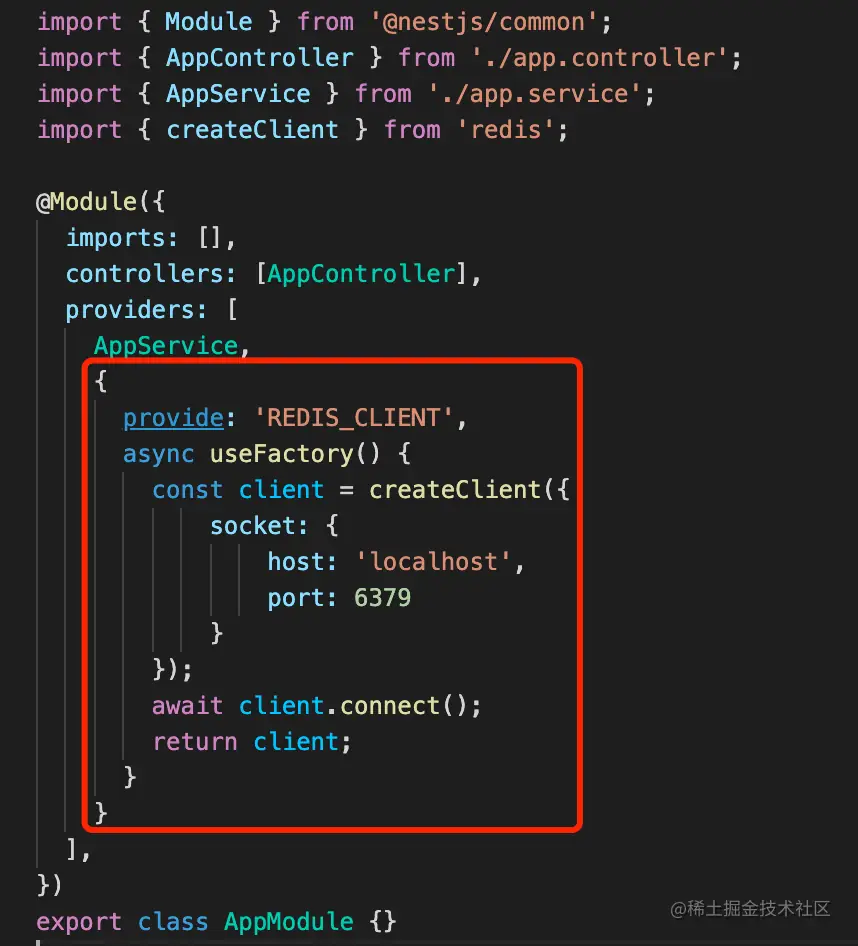 import { Module } from '@nestjs/common';
import { AppController } from './app.controller';
import { AppService } from './app.service';
import { createClient } from 'redis';

@Module({
  imports: [],
  controllers: [AppController],
  providers: [
    AppService,
    {
      provide: 'REDIS_CLIENT',
      async useFactory() {
        const client = createClient({
            socket: {
                host: 'localhost',
                port: 6379
            }
        });
        await client.connect();
        return client;
      }
    }
  ],
})
export class AppModule {}
@稀土掘金技术社区